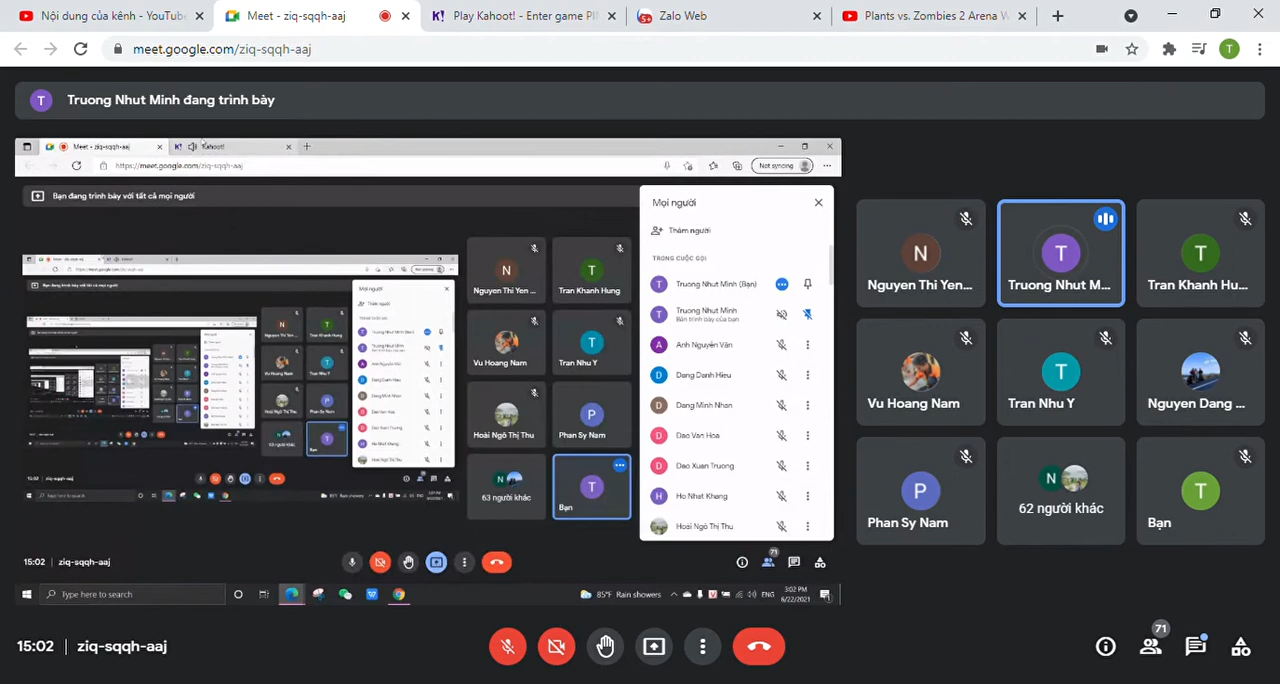 Nội dung của kênh - YouTube
Meet - ziq-sqqh-aaj
Play Kahoot! - Enter game PIN
Zalo Web
Plants vs. Zombies 2 Arena W
meet.google.com/ziq-sqqh-aaj
T
T
Truong Nhut Minh đang trình bày
Meet - ziq-sqqh-aaj
K! Kahoot!
https://meet.google.com/ziq-sqqh-aaj
Not syncing
Bạn đang trình bày với tất cả mọi người
Mọi người
Thêm người
TRONG CUỘC GỌI
T Truong Nhut Minh (Bạn)
T Truong Nhut Minh
Bản trình bày của bạn
A Anh Nguyễn Văn
D Dang Danh Hieu
D Dang Minh Nhan
D Dao Van Hoa
D Dao Xuan Truong
H Ho Nhat Khang
Hoài Ngô Thị Thu
N
Nguyen Thi Yen ...
T
Tran Khanh Hung
Vu Hoang Nam
T
Tran Nhu Y
Hoài Ngô Thị Thu
P
Phan Sy Nam
N
63 người khác
T
Bạn
15:02 | ziq-sqqh-aaj
71
Type here to search
85°F Rain showers
ENG
3:02 PM
6/22/2021
N
Nguyen Thi Yen...
T
Truong Nhut M...
T
Tran Khanh Hu...
Vu Hoang Nam
T
Tran Nhu Y
Nguyen Dang ...
P
Phan Sy Nam
N
62 người khác
T
Bạn
15:02 | ziq-sqqh-aaj
71